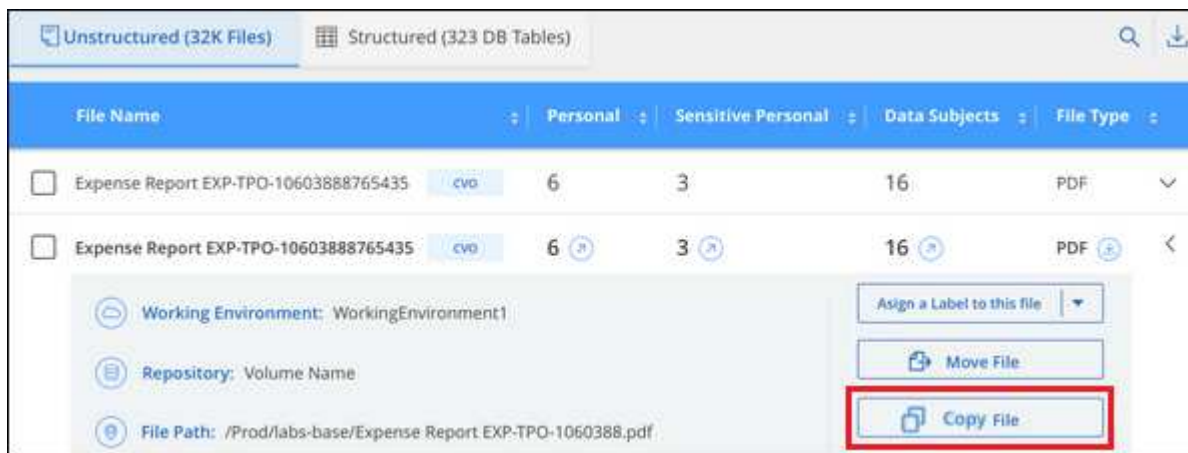 Unstructured (32K Files) Structured (323 DB Tables)
File Name Personal Sensitive Personal Data Subjects File Type
Expense Report EXP-TPO-10603888765435 CVO 6 3 16 PDF
Expense Report EXP-TPO-10603888765435 CVO 6 3 16 PDF
Working Environment: WorkingEnvironment1 Asign a Label to this file
Move File
Repository: Volume Name
Copy File
File Path: /Prod/labs-base/Expense Report EXP-TPO-1060388.pdf